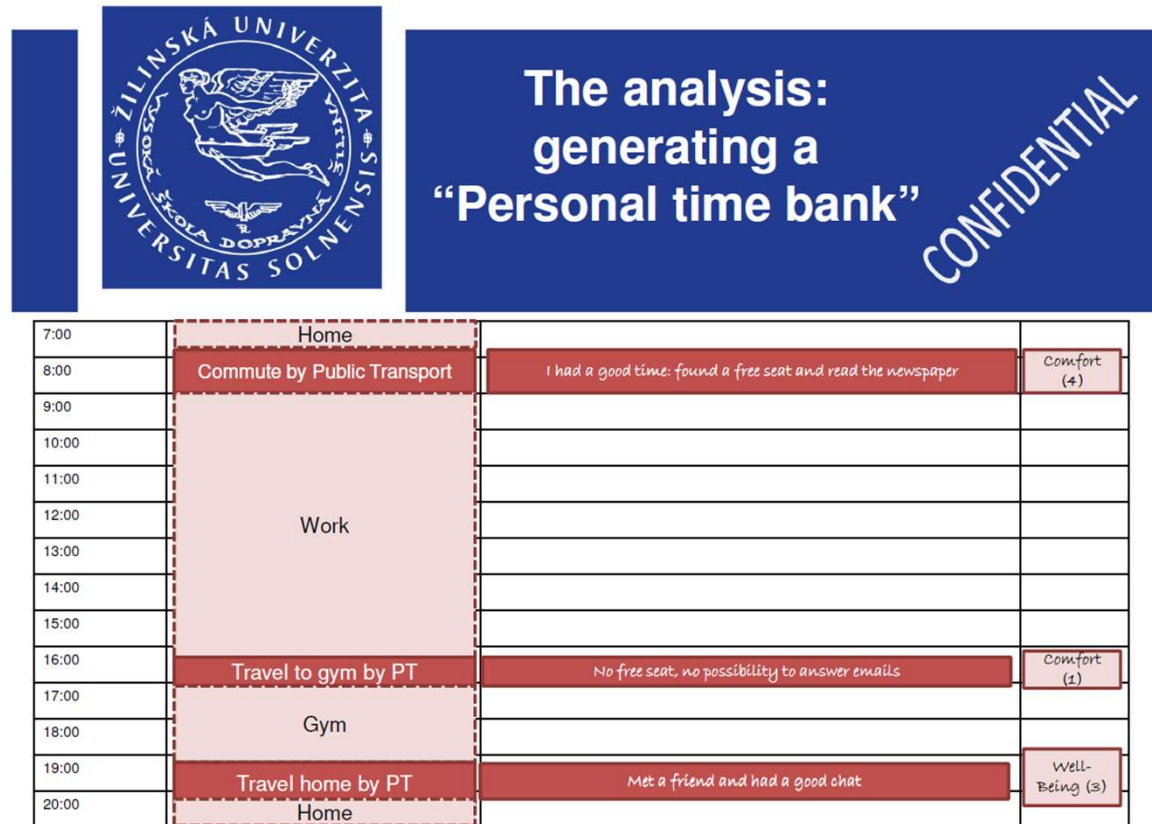 ŽILINSKÁ UNIVERZITA
UNIVERSITAS SOLNENSIS
VYSOKÁ ŠKOLA DOPRAVNÁ ŽILINA
The analysis:
generating a
“Personal time bank”
CONFIDENTIAL
7:00 Home
8:00 Commute by Public Transport I had a good time: found a free seat and read the newspaper Comfort
(4)
9:00
10:00
11:00
12:00 Work
13:00
14:00
15:00
16:00 Travel to gym by PT No free seat, no possibility to answer emails Comfort
(1)
17:00
Gym
18:00
19:00 Travel home by PT Met a friend and had a good chat Well-
Being (3)
20:00 Home